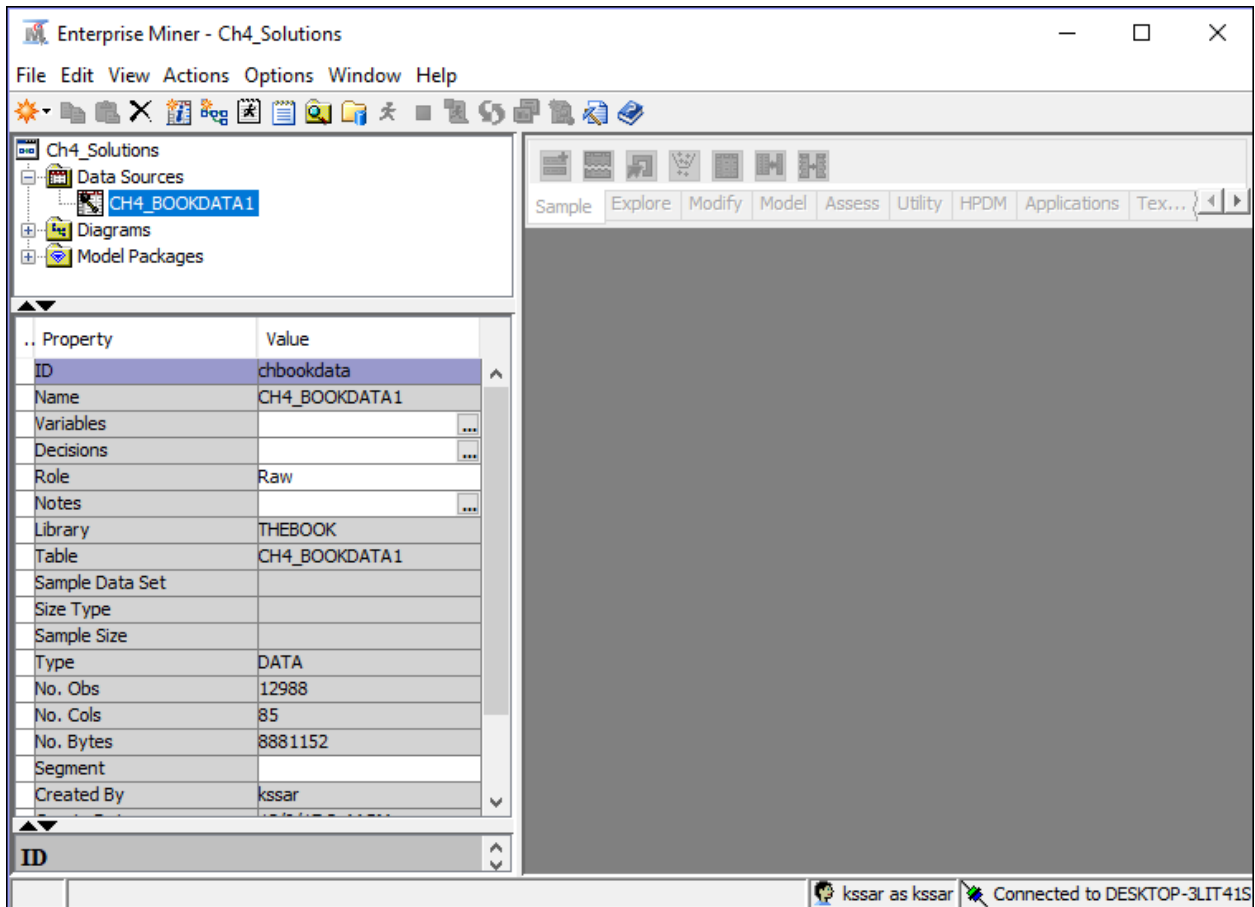 Enterprise Miner - Ch4_Solutions
File Edit View Actions Options Window Help
Ch4_Solutions
Data Sources
CH4_BOOKDATA1
Diagrams
Model Packages
Sample Explore Modify Model Assess Utility HPDM Applications Tex...
.. Property Value
ID chbookdata
Name CH4_BOOKDATA1
Variables ...
Decisions ...
Role Raw
Notes ...
Library THEBOOK
Table CH4_BOOKDATA1
Sample Data Set
Size Type
Sample Size
Type DATA
No. Obs 12988
No. Cols 85
No. Bytes 8881152
Segment
Created By kssar
ID
kssar as kssar Connected to DESKTOP-3LIT41S